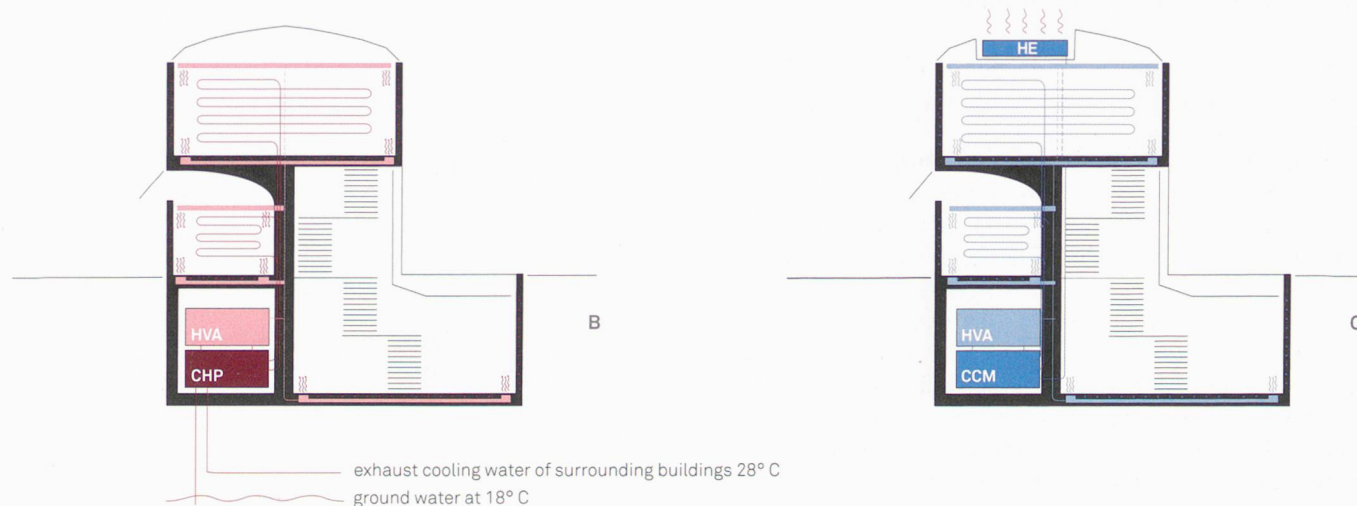 HE
B
C
HVA
CHP
HVA
CCM
exhaust cooling water of surrounding buildings 28° C
ground water at 18° C